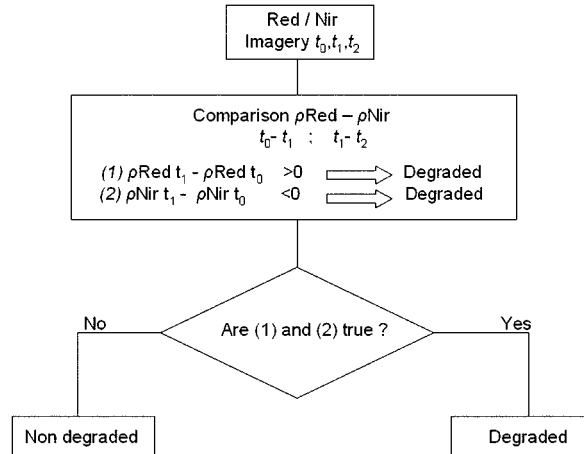 Red / Nir
Imagery t₀,t₁,t₂
Comparison ρRed – ρNir
t₀- t₁ ; t₁- t₂
(1) ρRed t₁ - ρRed t₀ >0 Degraded
(2) ρNir t₁ - ρNir t₀ <0 Degraded
Are (1) and (2) true ?
No
Yes
Non degraded
Degraded